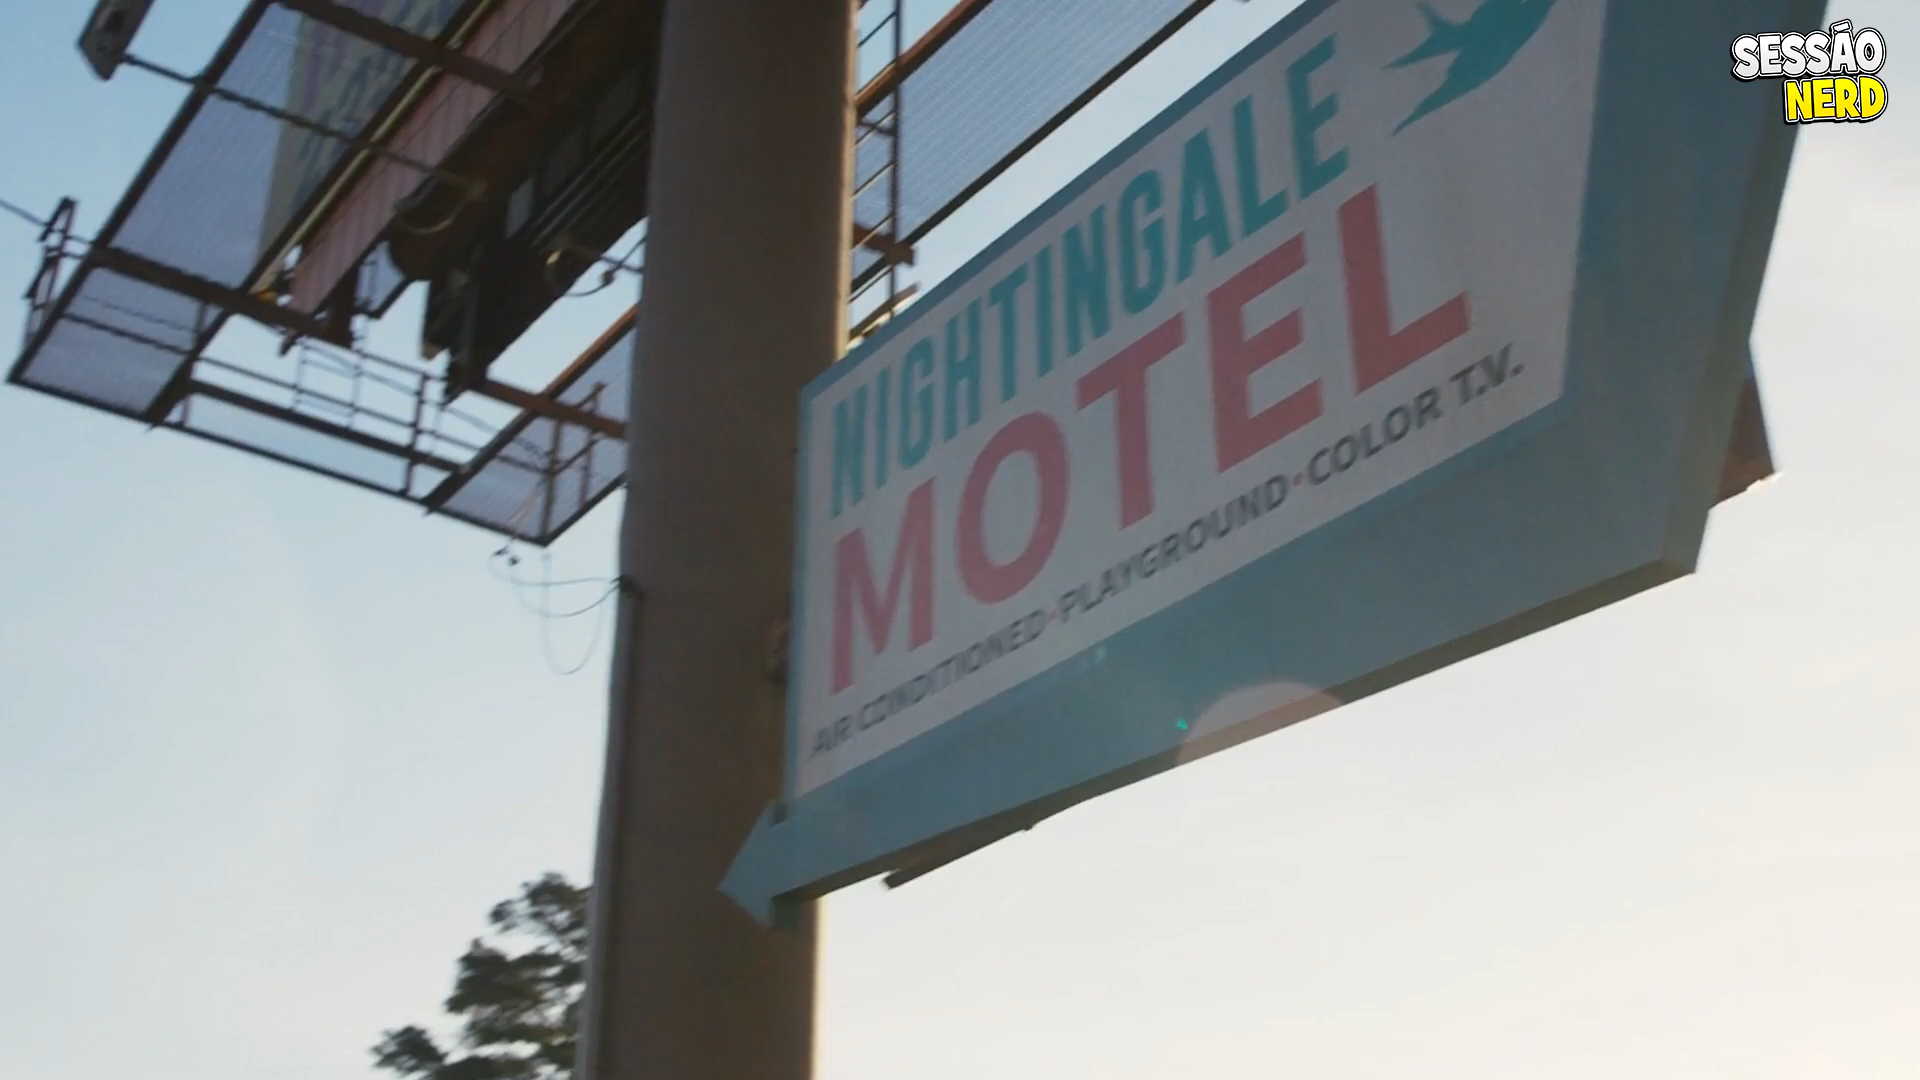 SESSÃO
NERD
NIGHTINGALE
MOTEL
AIR CONDITIONED·PLAYGROUND·COLOR T.V.